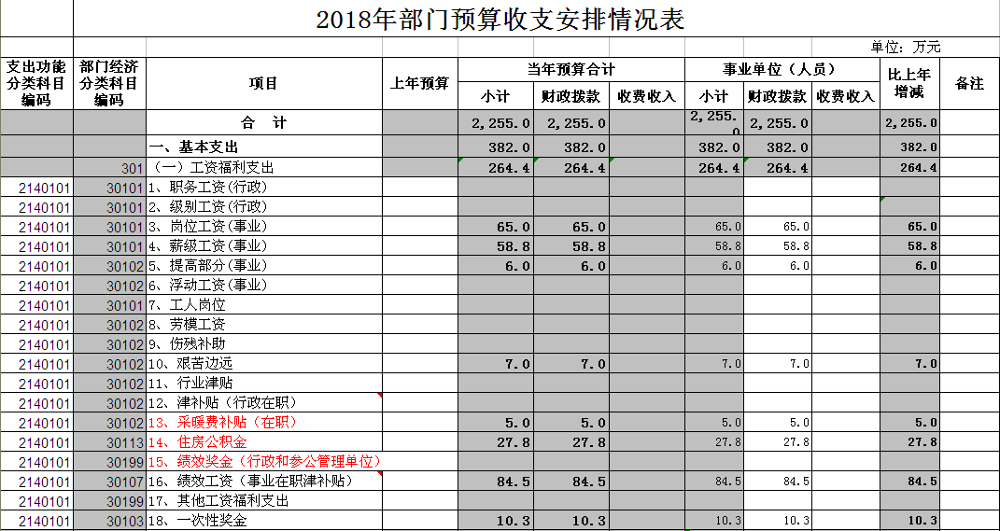 2018年部门预算收支安排情况表
单位：万元
支出功能分类科目编码 部门经济分类科目编码 项目 上年预算 当年预算合计 事业单位（人员） 比上年增减 备注
小计 财政拨款 收费收入 小计 财政拨款 收费收入
合 计 2,255.0 2,255.0 2,255.0 2,255.0 2,255.0
一、基本支出 382.0 382.0 382.0 382.0 382.0
301 （一）工资福利支出 264.4 264.4 264.4 264.4 264.4
2140101 30101 1、职务工资(行政)
2140101 30101 2、级别工资(行政)
2140101 30101 3、岗位工资(事业) 65.0 65.0 65.0 65.0 65.0
2140101 30101 4、薪级工资(事业) 58.8 58.8 58.8 58.8 58.8
2140101 30102 5、提高部分(事业) 6.0 6.0 6.0 6.0 6.0
2140101 30102 6、浮动工资(事业)
2140101 30101 7、工人岗位
2140101 30102 8、劳模工资
2140101 30102 9、伤残补助
2140101 30102 10、艰苦边远 7.0 7.0 7.0 7.0 7.0
2140101 30102 11、行业津贴
2140101 30102 12、津补贴（行政在职）
2140101 30102 13、采暖费补贴（在职） 5.0 5.0 5.0 5.0 5.0
2140101 30113 14、住房公积金 27.8 27.8 27.8 27.8 27.8
2140101 30199 15、绩效奖金（行政和参公管理单位）
2140101 30107 16、绩效工资（事业在职津补贴） 84.5 84.5 84.5 84.5 84.5
2140101 30199 17、其他工资福利支出
2140101 30103 18、一次性奖金 10.3 10.3 10.3 10.3 10.3